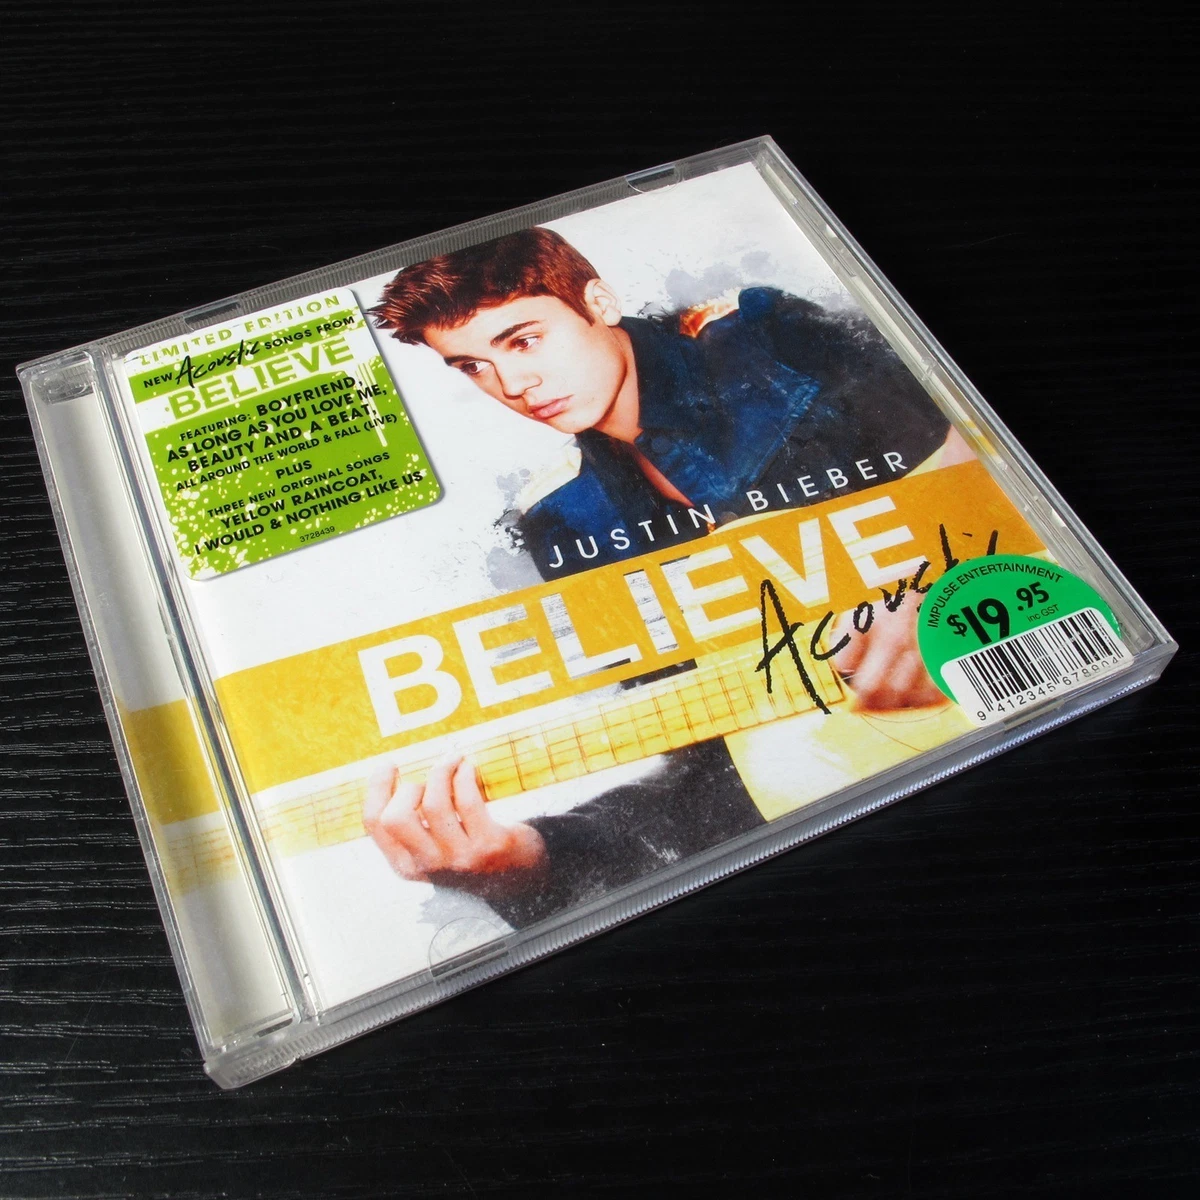 LIMITED EDITION
NEW Acoustic SONGS FROM
BELIEVE
FEATURING: BOYFRIEND,
AS LONG AS YOU LOVE ME,
BEAUTY AND A BEAT,
ALL AROUND THE WORLD & FALL (LIVE)
PLUS
THREE NEW ORIGINAL SONGS
YELLOW RAINCOAT,
I WOULD & NOTHING LIKE US
3728439
JUSTIN BIEBER
BELIEVE
Acoustic
IMPULSE ENTERTAINMENT
$19.95
inc GST
9 412345 678904